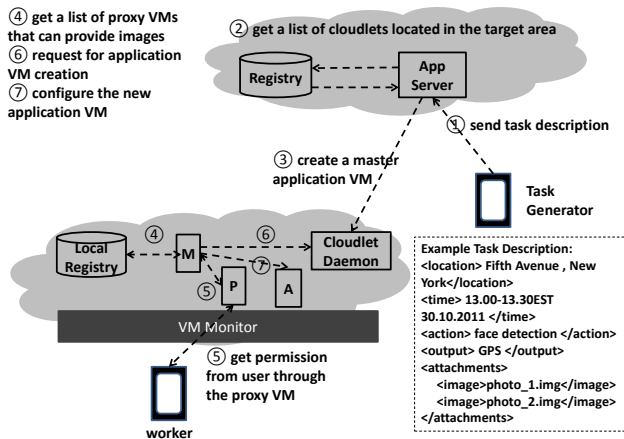 ④ get a list of proxy VMs
that can provide images
⑥ request for application
VM creation
⑦ configure the new
application VM
② get a list of cloudlets located in the target area
Registry
App
Server
① send task description
③ create a master
application VM
Task
Generator
④
⑥
Local
Registry
M
Cloudlet
Daemon
⑦
⑤
P
A
VM Monitor
⑤ get permission
from user through
the proxy VM
worker
Example Task Description:
<location> Fifth Avenue , New
York</location>
<time> 13.00-13.30EST
30.10.2011 </time>
<action> face detection </action>
<output> GPS </output>
<attachments>
<image>photo_1.img</image>
<image>photo_2.img</image>
</attachments>